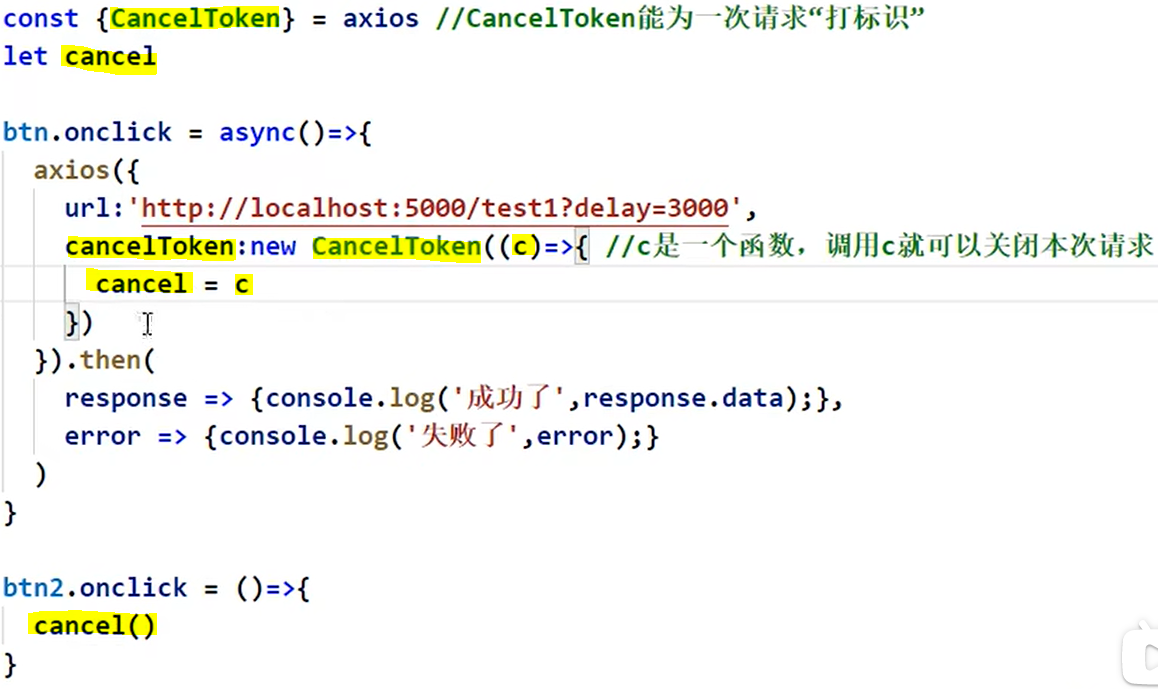 const {CancelToken} = axios //CancelToken能为一次请求“打标识”
let cancel
btn.onclick = async()=>{
axios({
url:'http://localhost:5000/test1?delay=3000',
cancelToken:new CancelToken((c)=>{ //c是一个函数，调用c就可以关闭本次请求
cancel = c
})
}).then(
response => {console.log('成功了',response.data);},
error => {console.log('失败了',error);}
)
}
btn2.onclick = ()=>{
cancel()
}